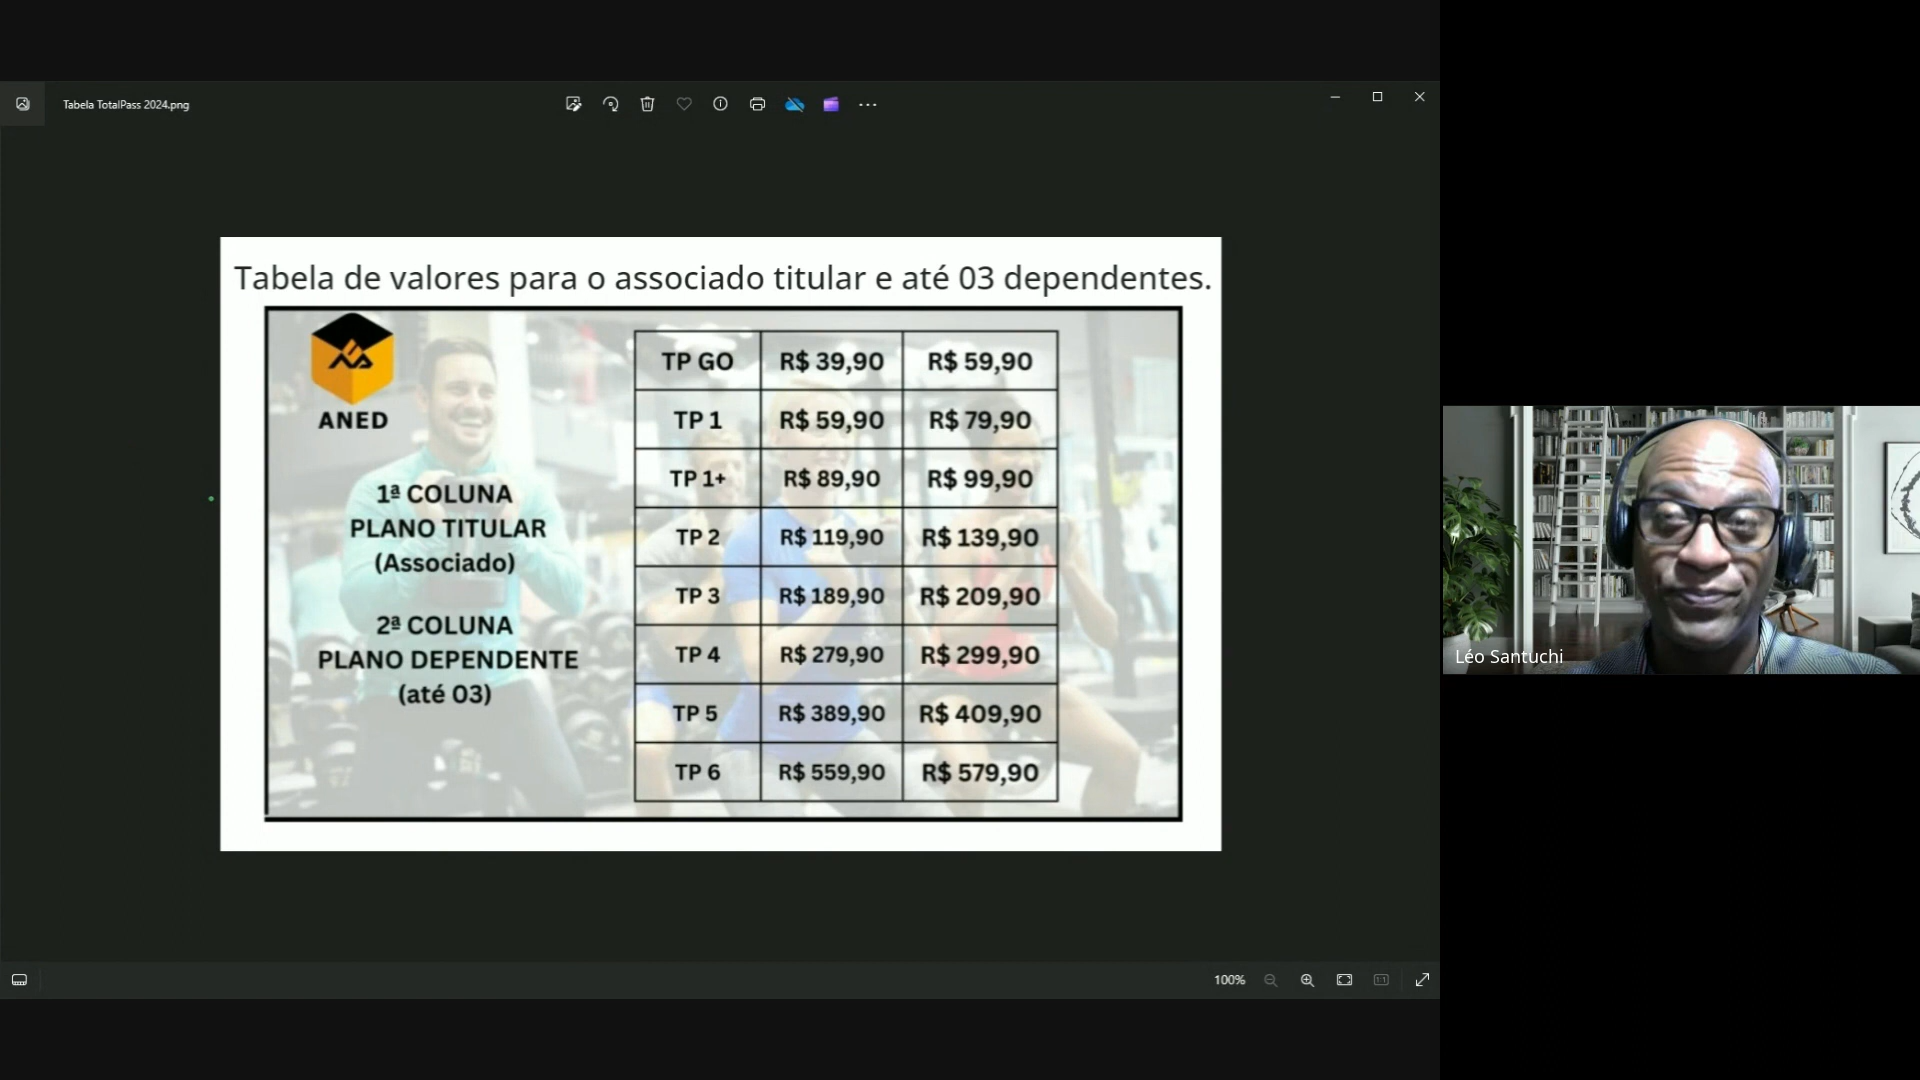 Tabela TotalPass 2024.png
Tabela de valores para o associado titular e até 03 dependentes.
ANED
1ª COLUNA
PLANO TITULAR
(Associado)
2ª COLUNA
PLANO DEPENDENTE
(até 03)
TP GO R$ 39,90 R$ 59,90
TP 1 R$ 59,90 R$ 79,90
TP 1+ R$ 89,90 R$ 99,90
TP 2 R$ 119,90 R$ 139,90
TP 3 R$ 189,90 R$ 209,90
TP 4 R$ 279,90 R$ 299,90
TP 5 R$ 389,90 R$ 409,90
TP 6 R$ 559,90 R$ 579,90
Léo Santuchi
100%